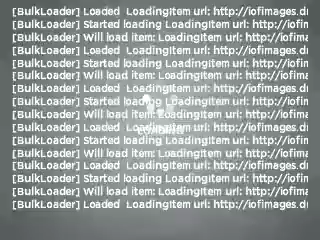 [BulkLoader] Loaded LoadingItem url: http://iofimages.d
[BulkLoader] Started loading LoadingItem url: http://iofima
[BulkLoader] Will load item: LoadingItem url: http://iofima
[BulkLoader] Loaded LoadingItem url: http://iofimages.d
[BulkLoader] Started loading LoadingItem url: http://iofima
[BulkLoader] Will load item: LoadingItem url: http://iofima
[BulkLoader] Loaded LoadingItem url: http://iofimages.d
[BulkLoader] Started loading LoadingItem url: http://iofima
[BulkLoader] Will load item: LoadingItem url: http://iofima
[BulkLoader] Loaded LoadingItem url: http://iofimages.d
[BulkLoader] Started loading LoadingItem url: http://iofima
[BulkLoader] Will load item: LoadingItem url: http://iofima
[BulkLoader] Loaded LoadingItem url: http://iofimages.d
[BulkLoader] Started loading LoadingItem url: http://iofima
[BulkLoader] Will load item: LoadingItem url: http://iofima
[BulkLoader] Loaded LoadingItem url: http://iofimages.d